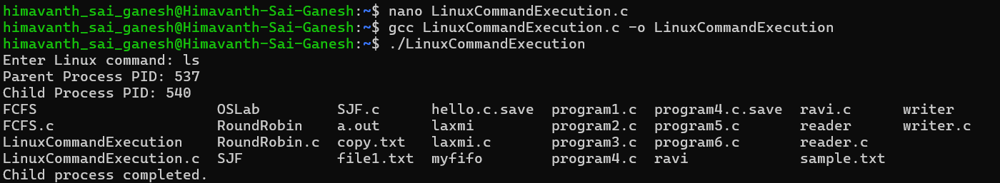 himavanth_sai_ganesh@Himavanth-Sai-Ganesh:~$ nano LinuxCommandExecution.c
himavanth_sai_ganesh@Himavanth-Sai-Ganesh:~$ gcc LinuxCommandExecution.c -o LinuxCommandExecution
himavanth_sai_ganesh@Himavanth-Sai-Ganesh:~$ ./LinuxCommandExecution
Enter Linux command: ls
Parent Process PID: 537
Child Process PID: 540
FCFS                     OSLab         SJF.c      hello.c.save  program1.c  program4.c.save  ravi.c      writer
FCFS.c                   RoundRobin    a.out      laxmi         program2.c  program5.c       reader      writer.c
LinuxCommandExecution    RoundRobin.c  copy.txt   laxmi.c       program3.c  program6.c       reader.c
LinuxCommandExecution.c  SJF           file1.txt  myfifo        program4.c  ravi             sample.txt
Child process completed.